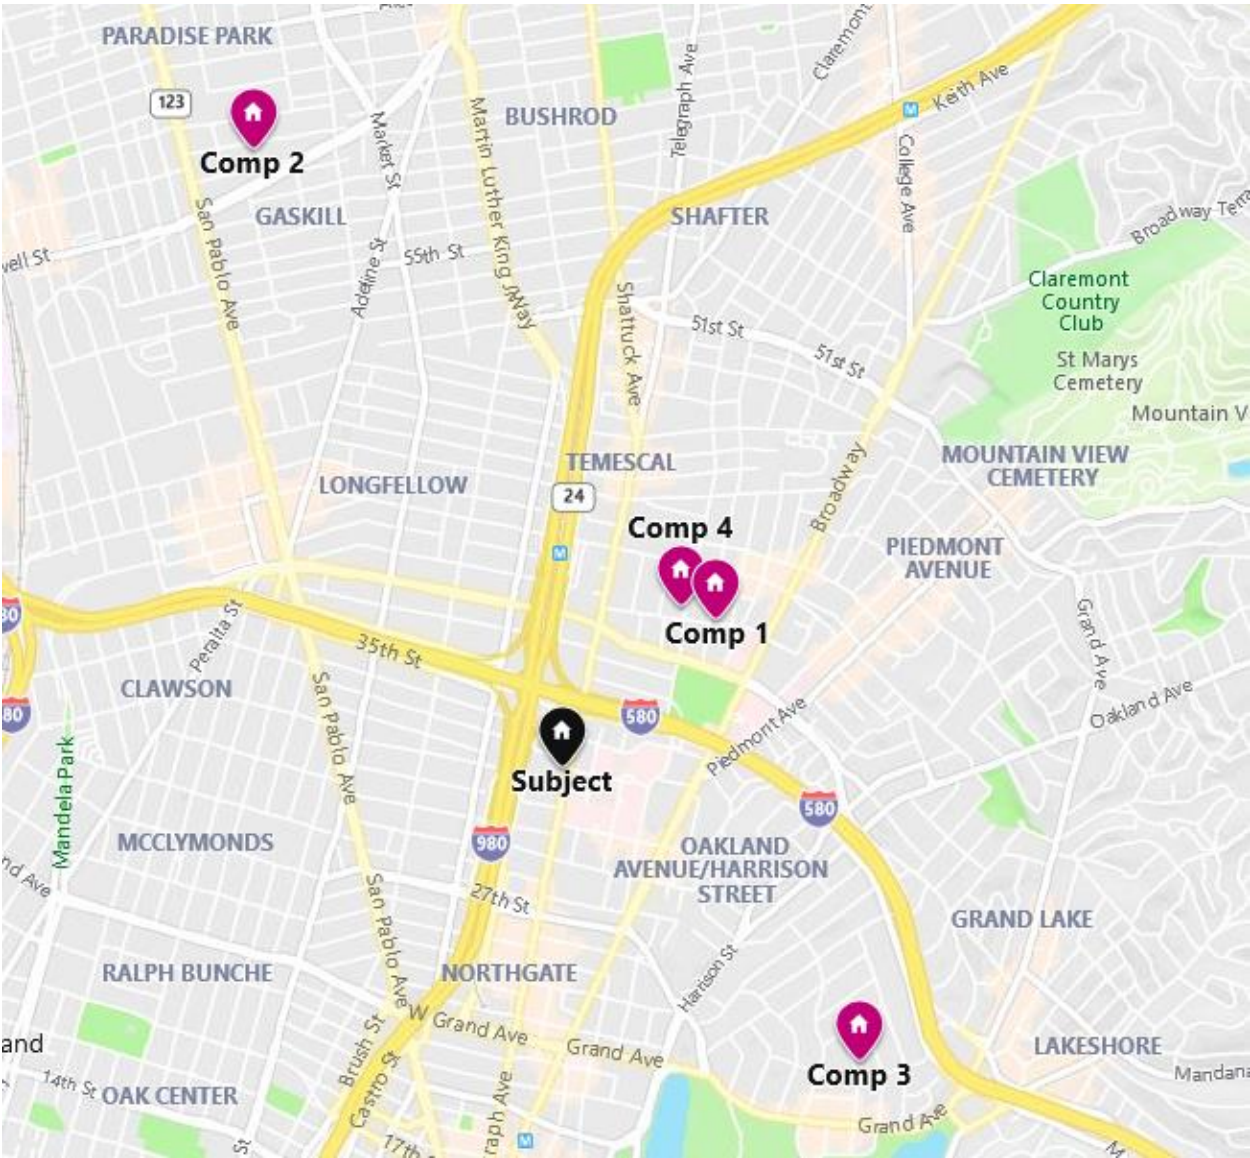 PARADISE PARK
123
Comp 2
Market St
Martin Luther King Jr Way
BUSHROD
Telegraph Ave
Claremont
Keith Ave
M
College Ave
GASKILL
San Pablo Ave
SHAFTER
Broadway Terra
well St
55th St
Adeline St
Claremont
Country
Club
Shattuck Ave
51st St
51st St
St Marys
Cemetery
Mountain V
TEMESCAL
LONGFELLOW
24
Broadway
MOUNTAIN VIEW
CEMETERY
Comp 4
M
PIEDMONT
AVENUE
Comp 1
80
Peralta St
35th St
Grand Ave
CLAWSON
San Pablo Ave
580
Oakland Ave
80
Piedmont Ave
Subject
Mandela Park
580
MCCLYMONDS
980
OAKLAND
AVENUE/HARRISON
STREET
nd Ave
San Pablo Ave
27th St
GRAND LAKE
RALPH BUNCHE
NORTHGATE
Harrison St
W Grand Ave
Grand Ave
and
Brush St
LAKESHORE
Comp 3
Mandana
14th St
OAK CENTER
Castro S
raph Ave
Grand Ave
St
17th
M
M